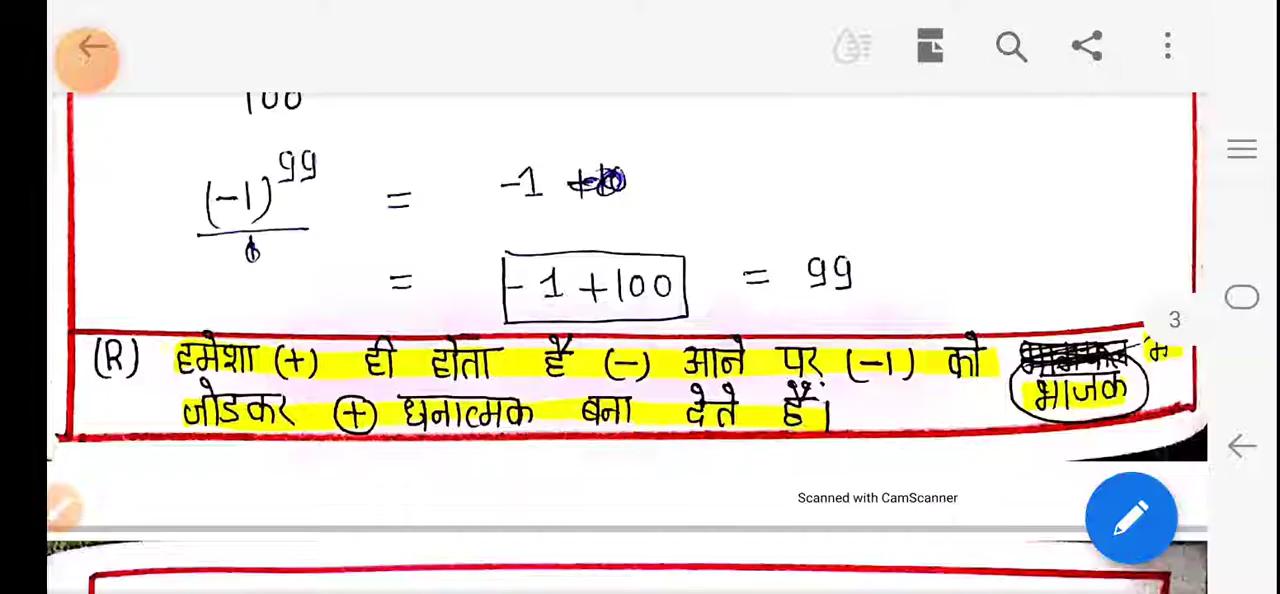 100
(-1)^99 = -1
= -1 + 100 = 99
3
(R) हमेशा (+) ही होता है (-) आने पर (-1) को में
भाजक
जोडकर (+) धनात्मक बना देते हैं।
Scanned with CamScanner